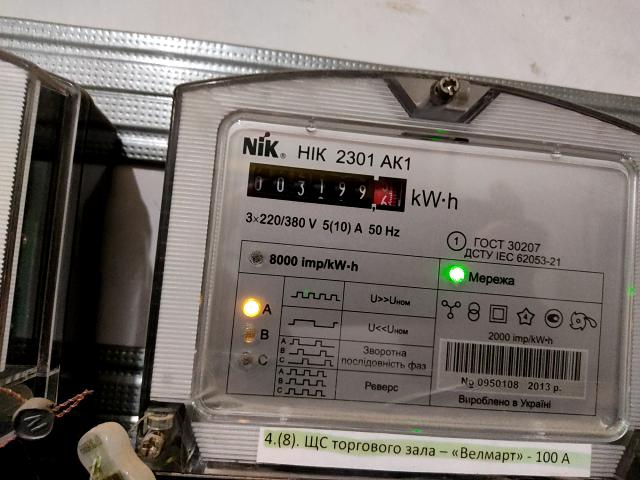 NiK® НІК 2301 АК1
003199 kW·h
3×220/380 V 5(10) A 50 Hz
1 ГОСТ 30207
ДСТУ IEC 62053-21
8000 imp/kW·h
Мережа
A
B
C
U>>Uном
U<<Uном
A
B
C
Зворотна
послідовність фаз
A
B
C
Реверс
2000 imp/kW·h
№ 0950108 2013 р.
Вироблено в Україні
4.(8). ЩС торгового зала – «Велмарт» - 100 А